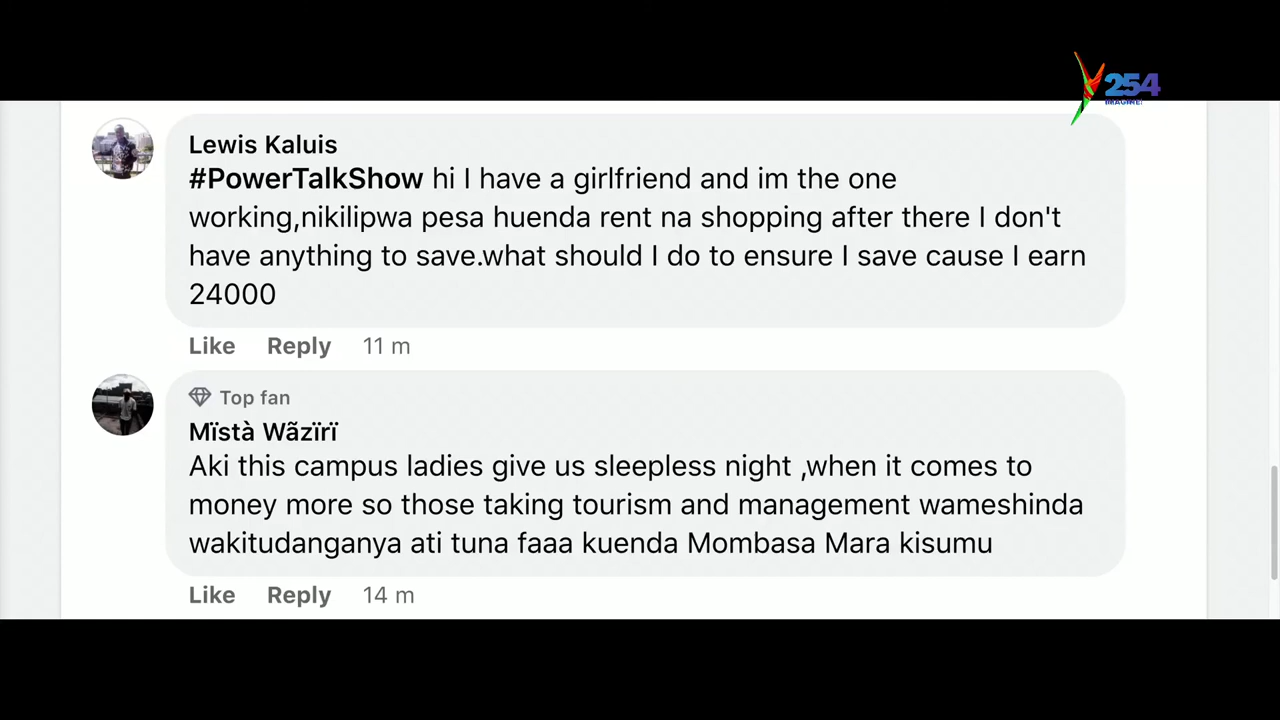 254
IMAGINE!
Lewis Kaluis
#PowerTalkShow hi I have a girlfriend and im the one
working,nikilipwa pesa huenda rent na shopping after there I don't
have anything to save.what should I do to ensure I save cause I earn
24000
Like Reply 11 m
Top fan
Mïstà Wãzïrï
Aki this campus ladies give us sleepless night ,when it comes to
money more so those taking tourism and management wameshinda
wakitudanganya ati tuna faaa kuenda Mombasa Mara kisumu
Like Reply 14 m